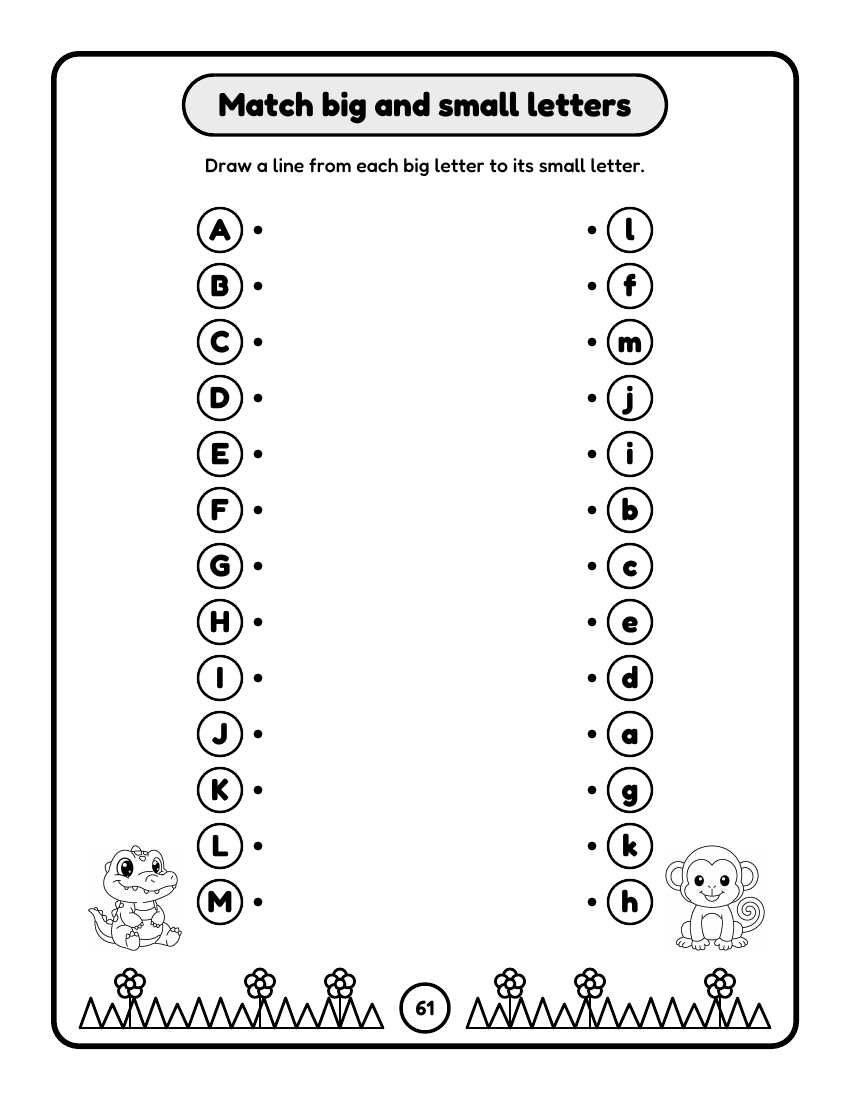 Match big and small letters
Draw a line from each big letter to its small letter.
A l
B f
C m
D j
E i
F b
G c
H e
I d
J a
K g
L k
M h
61